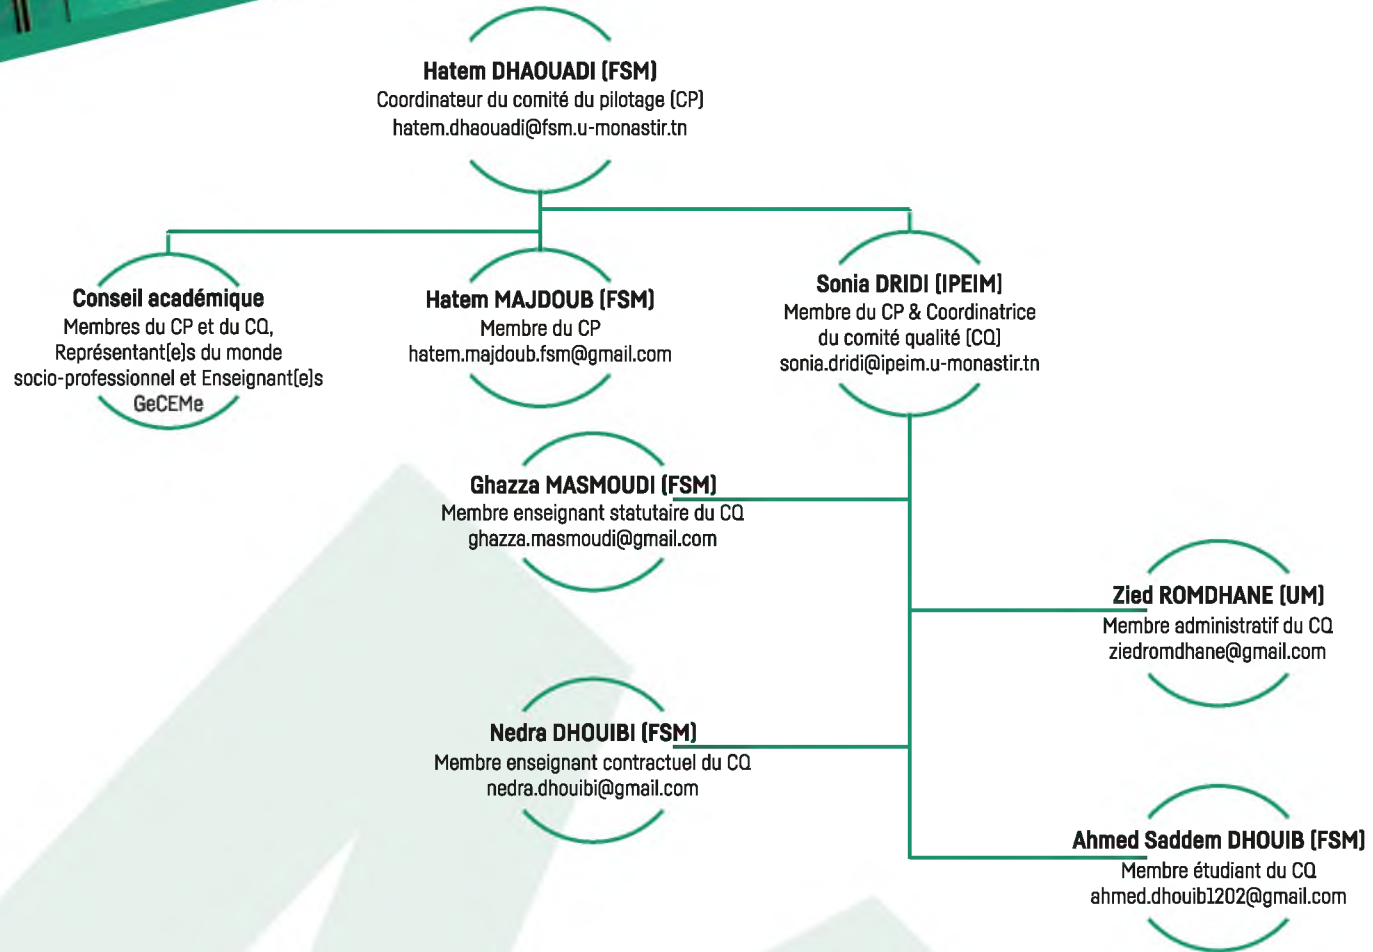 Hatem DHAOUADI (FSM)
Coordinateur du comité du pilotage (CP)
hatem.dhaouadi@fsm.u-monastir.tn
Conseil académique
Membres du CP et du CQ,
Représentant(e)s du monde
socio-professionnel et Enseignant(e)s
GeCEMe
Hatem MAJDOUB (FSM)
Membre du CP
hatem.majdoub.fsm@gmail.com
Sonia DRIDI (IPEIM)
Membre du CP & Coordinatrice
du comité qualité (CQ)
sonia.dridi@ipeim.u-monastir.tn
Ghazza MASMOUDI (FSM)
Membre enseignant statutaire du CQ
ghazza.masmoudi@gmail.com
Zied ROMDHANE (UM)
Membre administratif du CQ
ziedromdhane@gmail.com
Nedra DHOUIBI (FSM)
Membre enseignant contractuel du CQ
nedra.dhouibi@gmail.com
Ahmed Saddem DHOUIB (FSM)
Membre étudiant du CQ
ahmed.dhouib1202@gmail.com